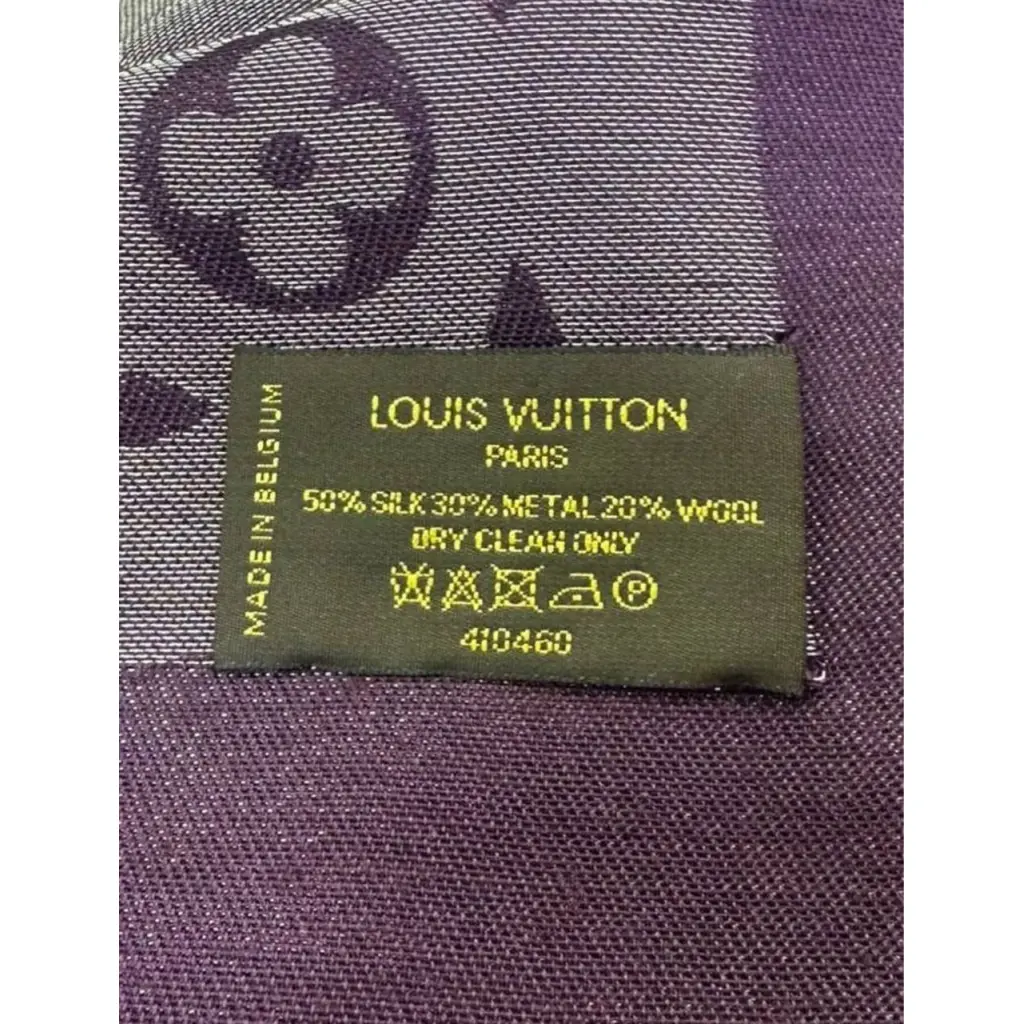 LOUIS VUITTON
PARIS
50% SILK 30% METAL 20% WOOL
DRY CLEAN ONLY
P
410460
MADE IN BELGIUM